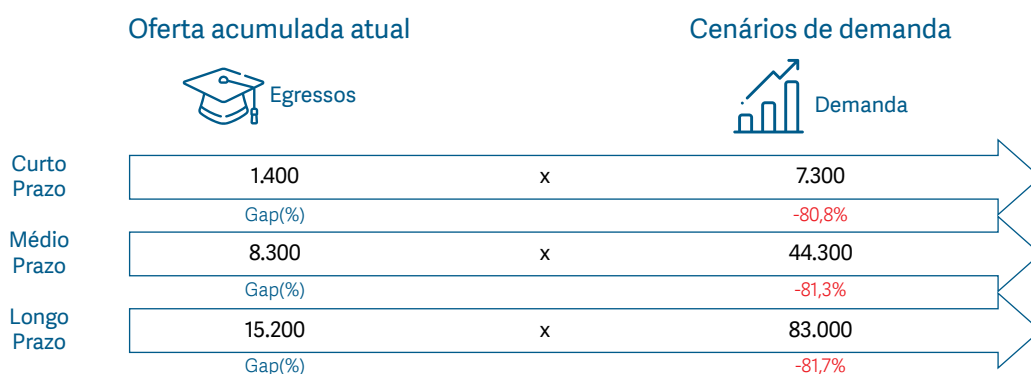 Oferta acumulada atual Cenários de demanda
Egressos Demanda
Curto
Prazo
1.400 x 7.300
Gap(%) -80,8%
Médio
Prazo
8.300 x 44.300
Gap(%) -81,3%
Longo
Prazo
15.200 x 83.000
Gap(%) -81,7%